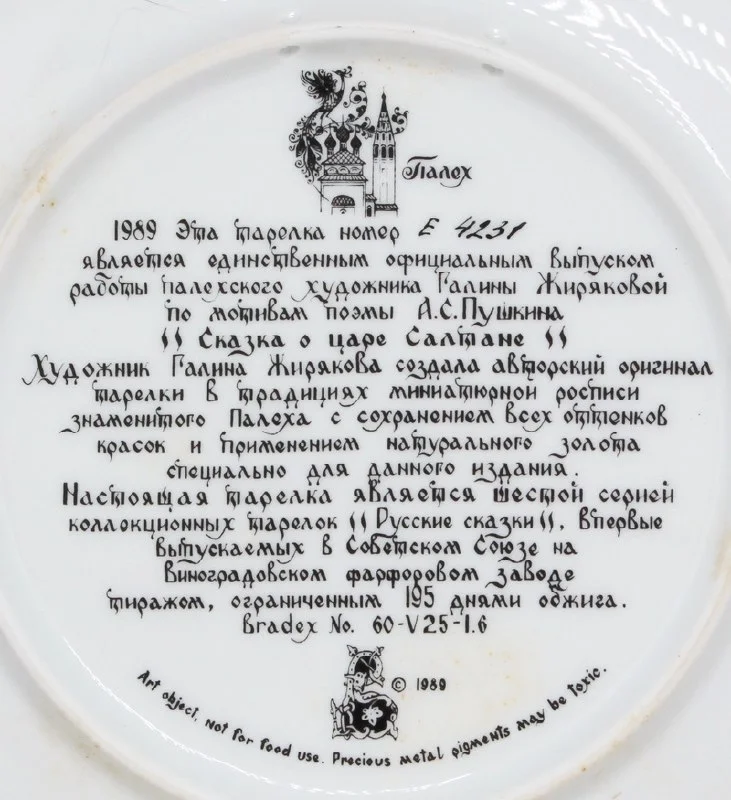 Палех
1989 Эта тарелка номер E 4231
является единственным официальным выпуском
работы палехского художника Галины Жиряковой
по мотивам поэмы А.С.Пушкина
"Сказка о царе Салтане"
Художник Галина Жирякова создала авторский оригинал
тарелки в традициях миниатюрной росписи
знаменитого Палеха с сохранением всех оттенков
красок и применением натурального золота
специально для данного издания.
Настоящая тарелка является шестой серией
коллекционных тарелок "Русские сказки", впервые
выпускаемых в Советском Союзе на
Виноградовском фарфоровом заводе
тиражом, ограниченным 195 днями обжига.
Bradex No. 60-V25-1.6
© 1989
Art object, not for food use. Precious metal pigments may be toxic.